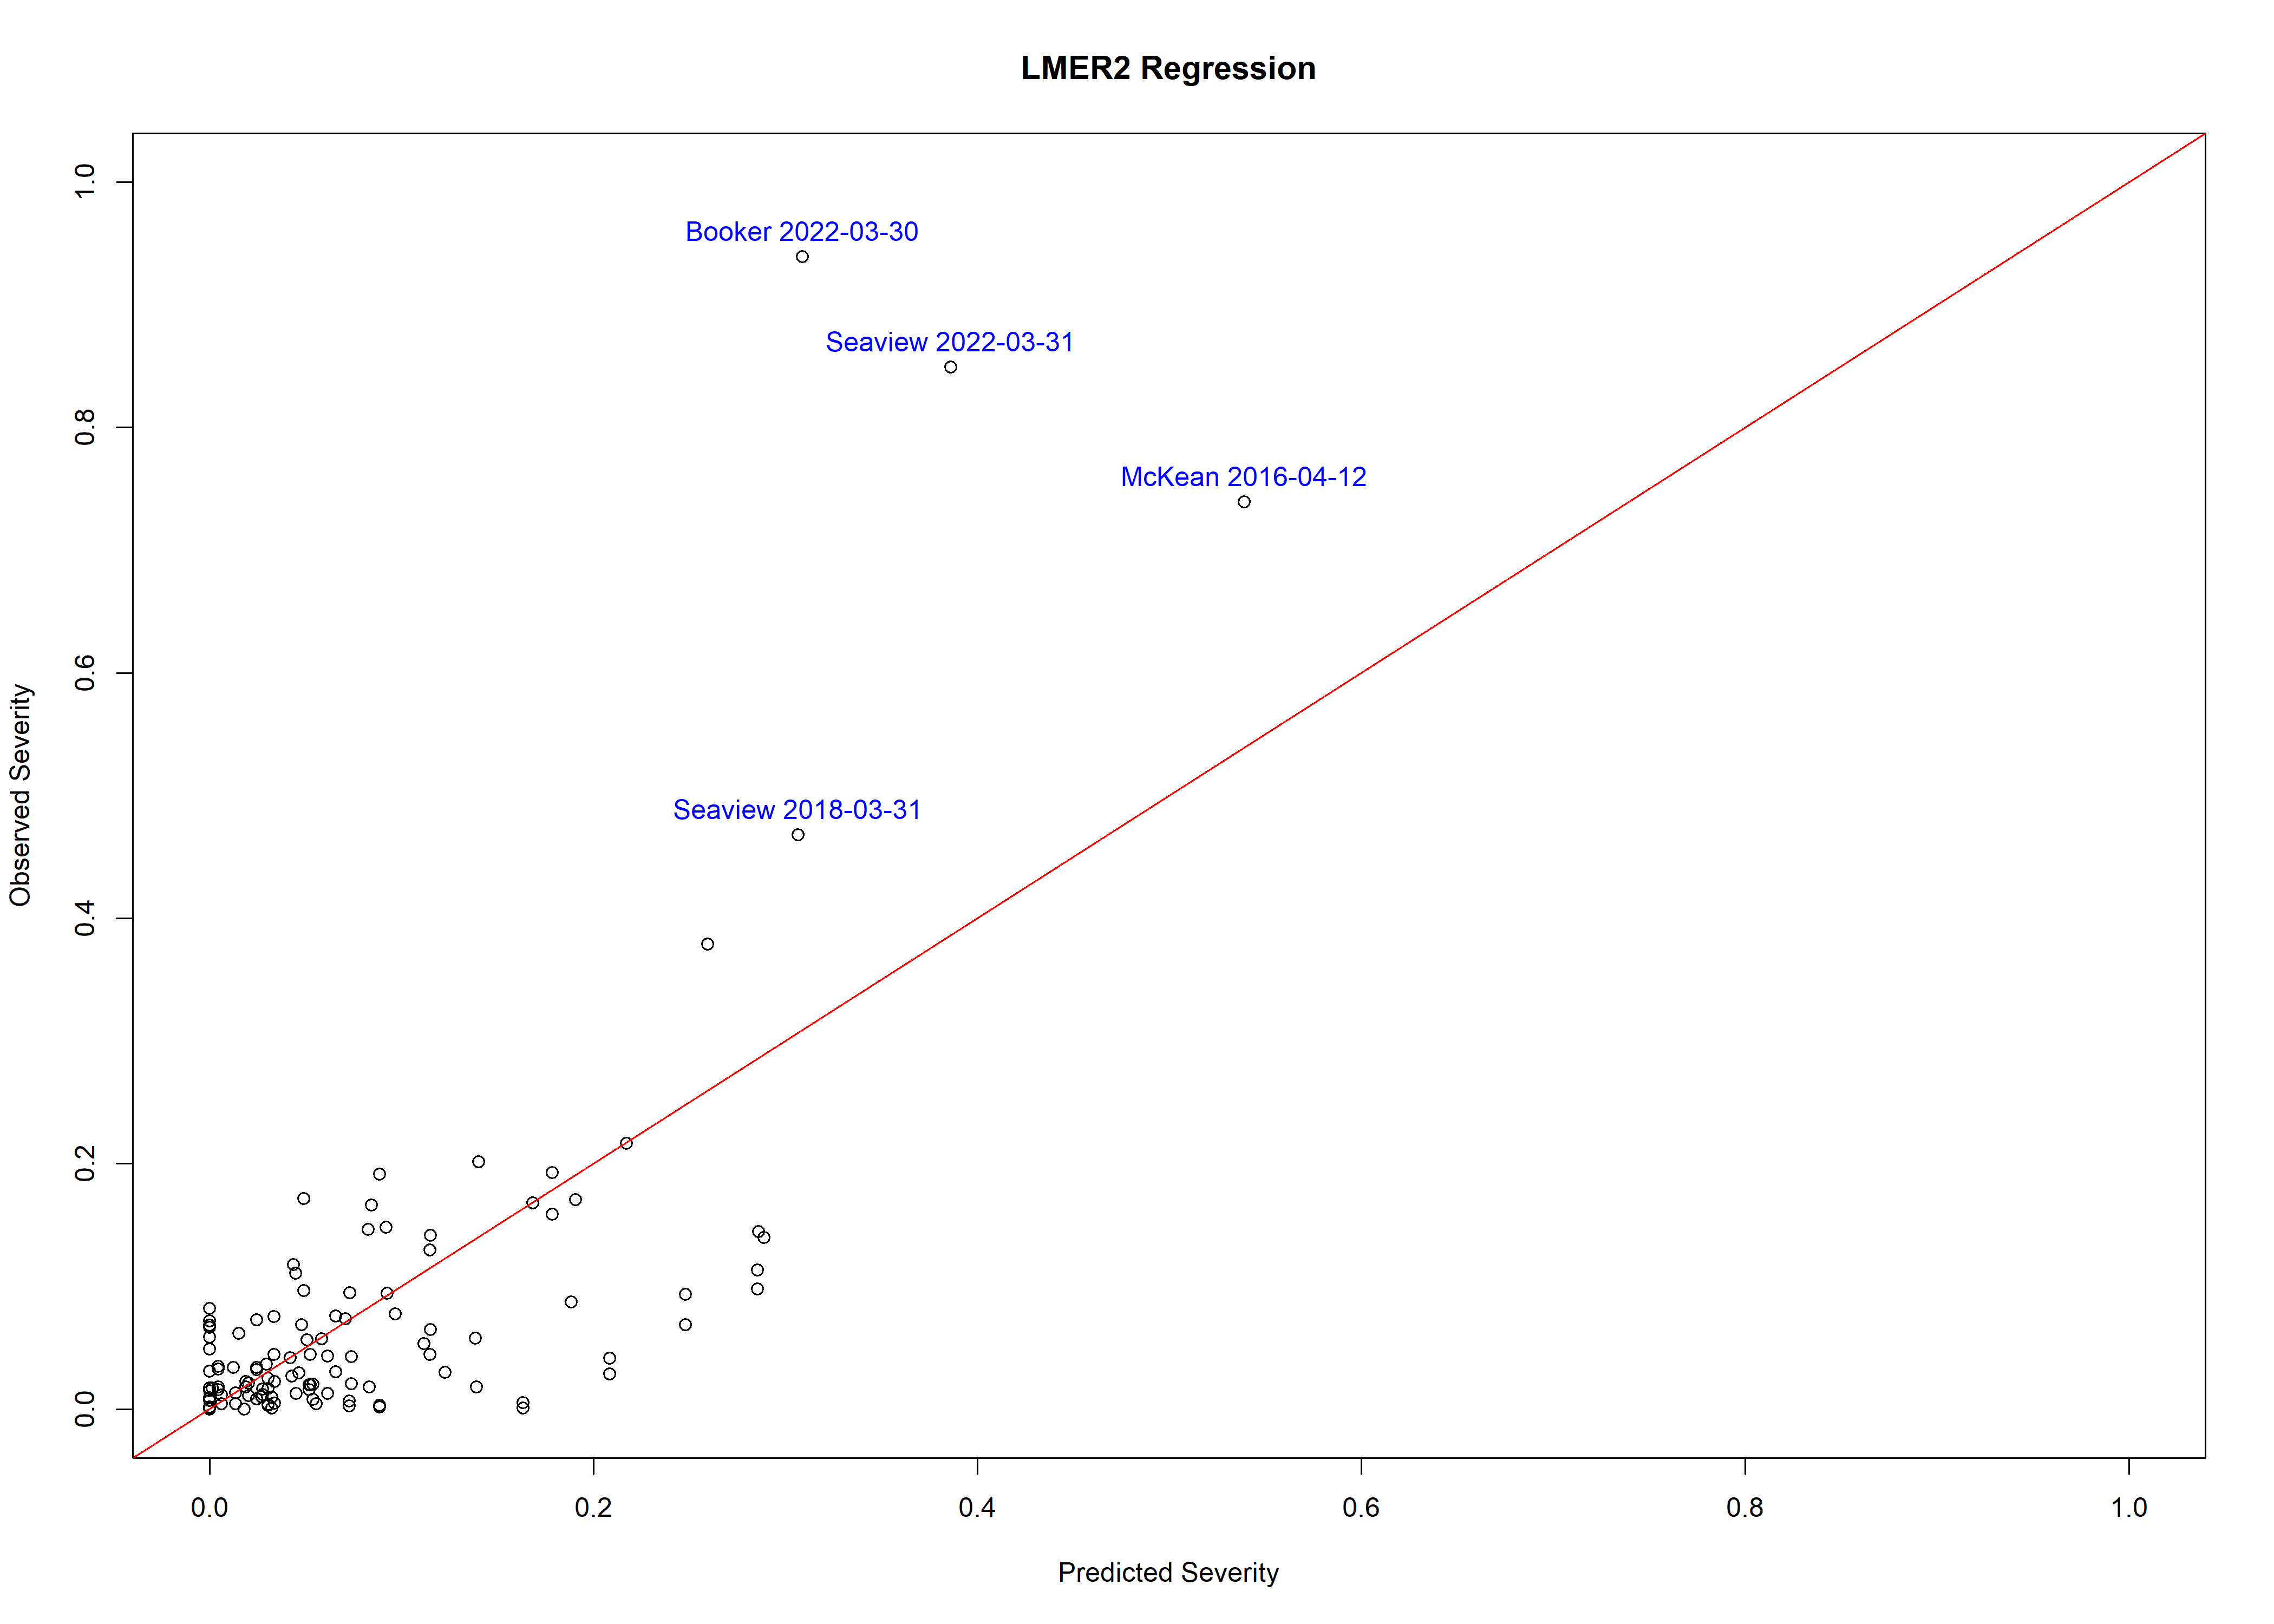 LMER2 Regression
Booker 2022-03-30
Seaview 2022-03-31
McKean 2016-04-12
Seaview 2018-03-31
Observed Severity
1.0
0.8
0.6
0.4
0.2
0.0
0.0 0.2 0.4 0.6 0.8 1.0
Predicted Severity